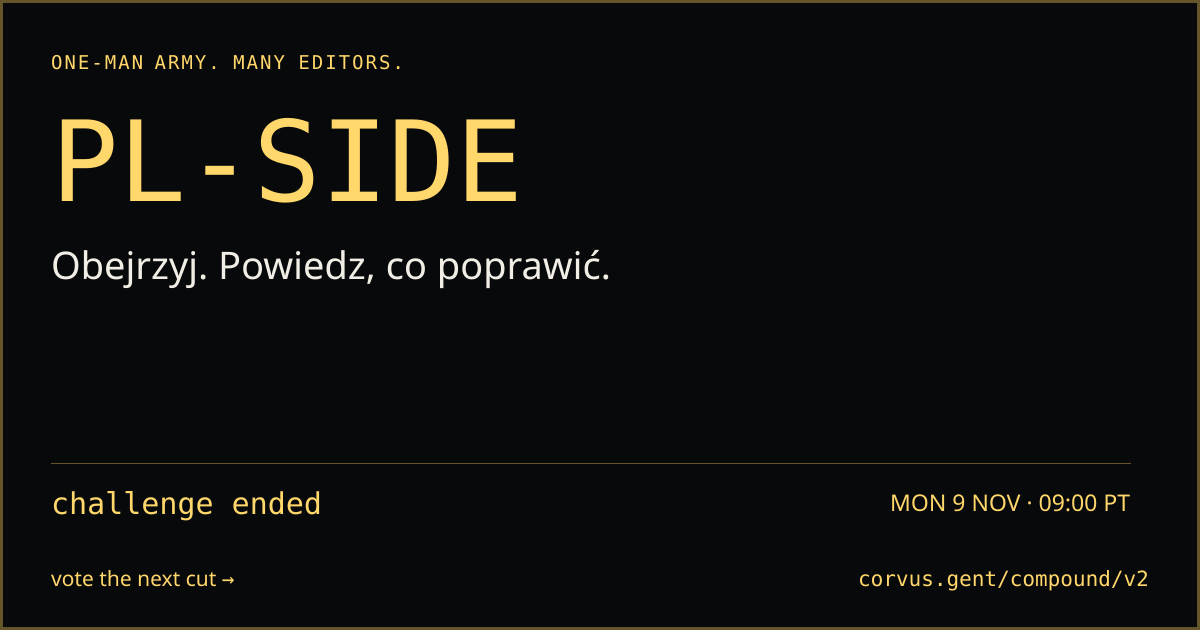 ONE-MAN ARMY. MANY EDITORS.
PL-SIDE
Obejrzyj. Powiedz, co poprawić.
challenge ended
MON 9 NOV · 09:00 PT
vote the next cut →
corvus.gent/compound/v2